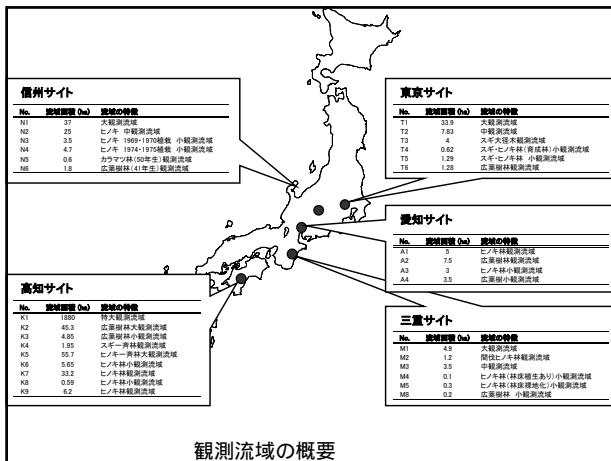 信州サイト
No. 流域面積 (ha) 流域の特徴
N1 37 大観測流域
N2 25 ヒノキ 中観測流域
N3 3.5 ヒノキ 1969・1970植栽 小観測流域
N4 4.7 ヒノキ 1974・1975植栽 小観測流域
N5 0.6 カラマツ林(50年生)観測流域
N6 1.8 広葉樹林(41年生)観測流域
東京サイト
No. 流域面積 (ha) 流域の特徴
T1 33.9 大観測流域
T2 7.83 中観測流域
T3 4 スギ大径木観測流域
T4 0.62 スギ・ヒノキ林(育成林)小観測流域
T5 1.29 スギ・ヒノキ林 小観測流域
T6 1.28 広葉樹林観測流域
愛知サイト
No. 流域面積 (ha) 流域の特徴
A1 5 ヒノキ林観測流域
A2 7.5 広葉樹林観測流域
A3 3 ヒノキ林小観測流域
A4 3.5 広葉樹小観測流域
高知サイト
No. 流域面積 (ha) 流域の特徴
K1 1880 特大観測流域
K2 45.3 広葉樹林大観測流域
K3 4.85 広葉樹林小観測流域
K4 1.95 スギ一斉林観測流域
K5 55.7 ヒノキ一斉林大観測流域
K6 5.65 ヒノキ林小観測流域
K7 33.2 ヒノキ林観測流域
K8 0.59 ヒノキ林小観測流域
K9 6.2 ヒノキ林観測流域
三重サイト
No. 流域面積 (ha) 流域の特徴
M1 4.9 大観測流域
M2 1.2 間伐ヒノキ林観測流域
M3 3.5 中観測流域
M4 0.1 ヒノキ林(林床植生あり)小観測流域
M5 0.3 ヒノキ林(林床裸地化)小観測流域
M8 0.2 広葉樹林 小観測流域
観測流域の概要